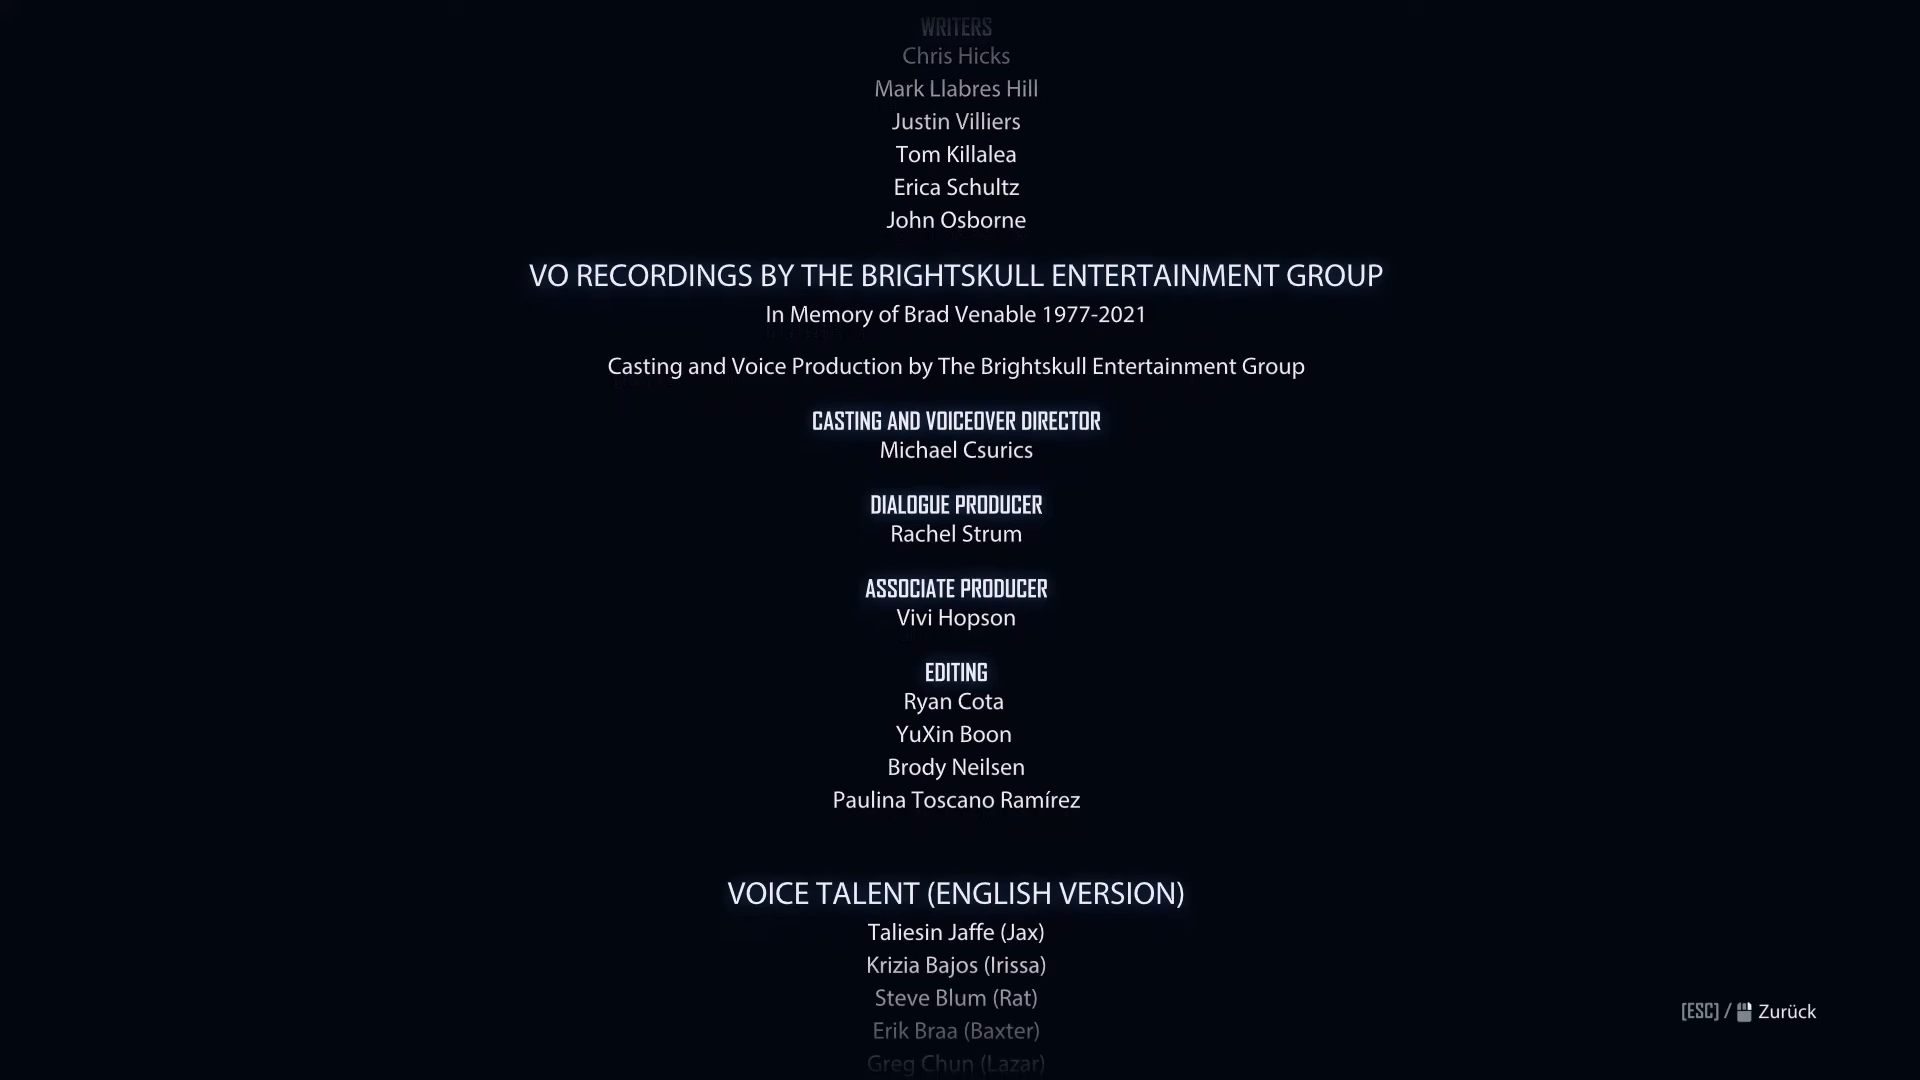 WRITERS
Chris Hicks
Mark Llabres Hill
Justin Villiers
Tom Killalea
Erica Schultz
John Osborne
VO RECORDINGS BY THE BRIGHTSKULL ENTERTAINMENT GROUP
In Memory of Brad Venable 1977-2021
Casting and Voice Production by The Brightskull Entertainment Group
CASTING AND VOICEOVER DIRECTOR
Michael Csurics
DIALOGUE PRODUCER
Rachel Strum
ASSOCIATE PRODUCER
Vivi Hopson
EDITING
Ryan Cota
YuXin Boon
Brody Neilsen
Paulina Toscano Ramírez
VOICE TALENT (ENGLISH VERSION)
Taliesin Jaffe (Jax)
Krizia Bajos (Irissa)
Steve Blum (Rat)
Erik Braa (Baxter)
Greg Chun (Lazar)
[ESC] / Zurück